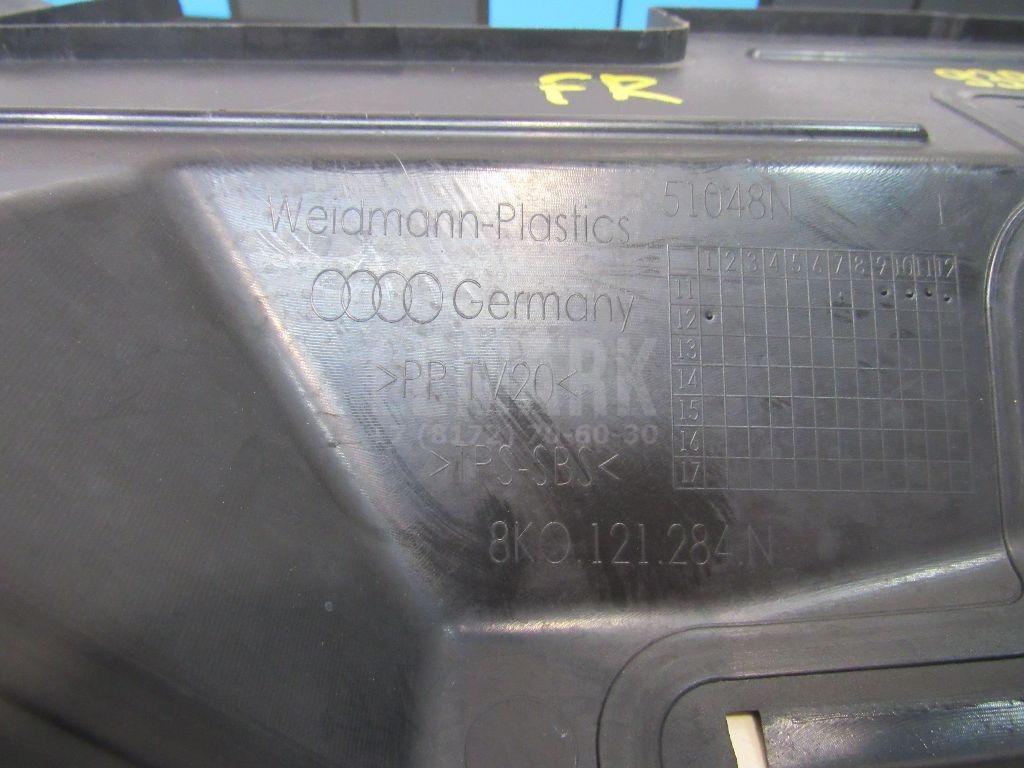 FR
Weidmann-Plastics 51048N 1
Germany
1 2 3 4 5 6 7 8 9 10 11 12
11
12
13
14
15
16
17
>PP TV20<
>TPS-SBS<
8K0.121.284.N